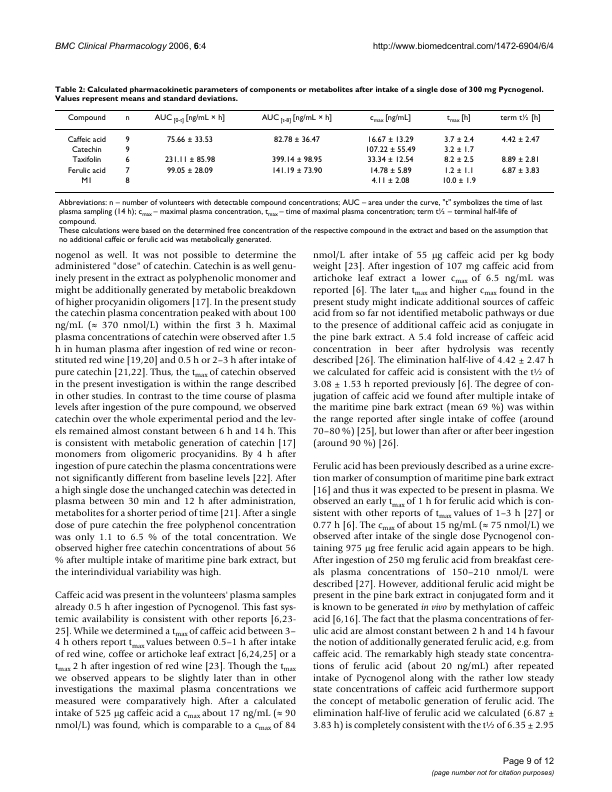 BMC Clinical Pharmacology 2006, 6:4
http://www.biomedcentral.com/1472-6904/6/4
Table 2: Calculated pharmacokinetic parameters of components or metabolites after intake of a single dose of 300 mg Pycnogenol.
Values represent means and standard deviations.
Compound n AUC [0-t] [ng/mL × h] AUC [t-8] [ng/mL × h] cmax [ng/mL] tmax [h] term t½ [h]
Caffeic acid 9 75.66 ± 33.53 82.78 ± 36.47 16.67 ± 13.29 3.7 ± 2.4 4.42 ± 2.47
Catechin 9 107.22 ± 55.49 3.2 ± 1.7
Taxifolin 6 231.11 ± 85.98 399.14 ± 98.95 33.34 ± 12.54 8.2 ± 2.5 8.89 ± 2.81
Ferulic acid 7 99.05 ± 28.09 141.19 ± 73.90 14.78 ± 5.89 1.2 ± 1.1 6.87 ± 3.83
M1 8 4.11 ± 2.08 10.0 ± 1.9
Abbreviations: n – number of volunteers with detectable compound concentrations; AUC – area under the curve, "t" symbolizes the time of last
plasma sampling (14 h); cmax – maximal plasma concentration, tmax – time of maximal plasma concentration; term t½ – terminal half-life of
compound.
These calculations were based on the determined free concentration of the respective compound in the extract and based on the assumption that
no additional caffeic or ferulic acid was metabolically generated.
nogenol as well. It was not possible to determine the
administered "dose" of catechin. Catechin is as well genu-
inely present in the extract as polyphenolic monomer and
might be additionally generated by metabolic breakdown
of higher procyanidin oligomers [17]. In the present study
the catechin plasma concentration peaked with about 100
ng/mL (≈ 370 nmol/L) within the first 3 h. Maximal
plasma concentrations of catechin were observed after 1.5
h in human plasma after ingestion of red wine or recon-
stituted red wine [19,20] and 0.5 h or 2–3 h after intake of
pure catechin [21,22]. Thus, the tmax of catechin observed
in the present investigation is within the range described
in other studies. In contrast to the time course of plasma
levels after ingestion of the pure compound, we observed
catechin over the whole experimental period and the lev-
els remained almost constant between 6 h and 14 h. This
is consistent with metabolic generation of catechin [17]
monomers from oligomeric procyanidins. By 4 h after
ingestion of pure catechin the plasma concentrations were
not significantly different from baseline levels [22]. After
a high single dose the unchanged catechin was detected in
plasma between 30 min and 12 h after administration,
metabolites for a shorter period of time [21]. After a single
dose of pure catechin the free polyphenol concentration
was only 1.1 to 6.5 % of the total concentration. We
observed higher free catechin concentrations of about 56
% after multiple intake of maritime pine bark extract, but
the interindividual variability was high.
Caffeic acid was present in the volunteers' plasma samples
already 0.5 h after ingestion of Pycnogenol. This fast sys-
temic availability is consistent with other reports [6,23-
25]. While we determined a tmax of caffeic acid between 3–
4 h others report tmax values between 0.5–1 h after intake
of red wine, coffee or artichoke leaf extract [6,24,25] or a
tmax 2 h after ingestion of red wine [23]. Though the tmax
we observed appears to be slightly later than in other
investigations the maximal plasma concentrations we
measured were comparatively high. After a calculated
intake of 525 μg caffeic acid a cmax about 17 ng/mL (≈ 90
nmol/L) was found, which is comparable to a cmax of 84
nmol/L after intake of 55 μg caffeic acid per kg body
weight [23]. After ingestion of 107 mg caffeic acid from
artichoke leaf extract a lower cmax of 6.5 ng/mL was
reported [6]. The later tmax and higher cmax found in the
present study might indicate additional sources of caffeic
acid from so far not identified metabolic pathways or due
to the presence of additional caffeic acid as conjugate in
the pine bark extract. A 5.4 fold increase of caffeic acid
concentration in beer after hydrolysis was recently
described [26]. The elimination half-live of 4.42 ± 2.47 h
we calculated for caffeic acid is consistent with the t½ of
3.08 ± 1.53 h reported previously [6]. The degree of con-
jugation of caffeic acid we found after multiple intake of
the maritime pine bark extract (mean 69 %) was within
the range reported after single intake of coffee (around
70–80 %) [25], but lower than after or after beer ingestion
(around 90 %) [26].
Ferulic acid has been previously described as a urine excre-
tion marker of consumption of maritime pine bark extract
[16] and thus it was expected to be present in plasma. We
observed an early tmax of 1 h for ferulic acid which is con-
sistent with other reports of tmax values of 1–3 h [27] or
0.77 h [6]. The cmax of about 15 ng/mL (≈ 75 nmol/L) we
observed after intake of the single dose Pycnogenol con-
taining 975 μg free ferulic acid again appears to be high.
After ingestion of 250 mg ferulic acid from breakfast cere-
als plasma concentrations of 150–210 nmol/L were
described [27]. However, additional ferulic acid might be
present in the pine bark extract in conjugated form and it
is known to be generated in vivo by methylation of caffeic
acid [6,16]. The fact that the plasma concentrations of fer-
ulic acid are almost constant between 2 h and 14 h favour
the notion of additionally generated ferulic acid, e.g. from
caffeic acid. The remarkably high steady state concentra-
tions of ferulic acid (about 20 ng/mL) after repeated
intake of Pycnogenol along with the rather low steady
state concentrations of caffeic acid furthermore support
the concept of metabolic generation of ferulic acid. The
elimination half-live of ferulic acid we calculated (6.87 ±
3.83 h) is completely consistent with the t½ of 6.35 ± 2.95
Page 9 of 12
(page number not for citation purposes)